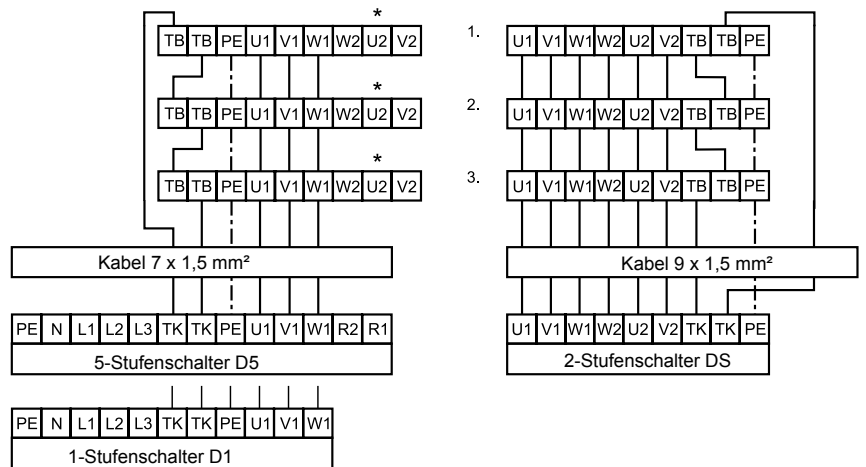 *
TB TB PE U1 V1 W1 W2 U2 V2
*
TB TB PE U1 V1 W1 W2 U2 V2
*
TB TB PE U1 V1 W1 W2 U2 V2
Kabel 7 x 1,5 mm²
PE N L1 L2 L3 TK TK PE U1 V1 W1 R2 R1
5-Stufenschalter D5
PE N L1 L2 L3 TK TK PE U1 V1 W1
1-Stufenschalter D1
1. U1 V1 W1 W2 U2 V2 TB TB PE
2. U1 V1 W1 W2 U2 V2 TB TB PE
3. U1 V1 W1 W2 U2 V2 TB TB PE
Kabel 9 x 1,5 mm²
U1 V1 W1 W2 U2 V2 TK TK PE
2-Stufenschalter DS